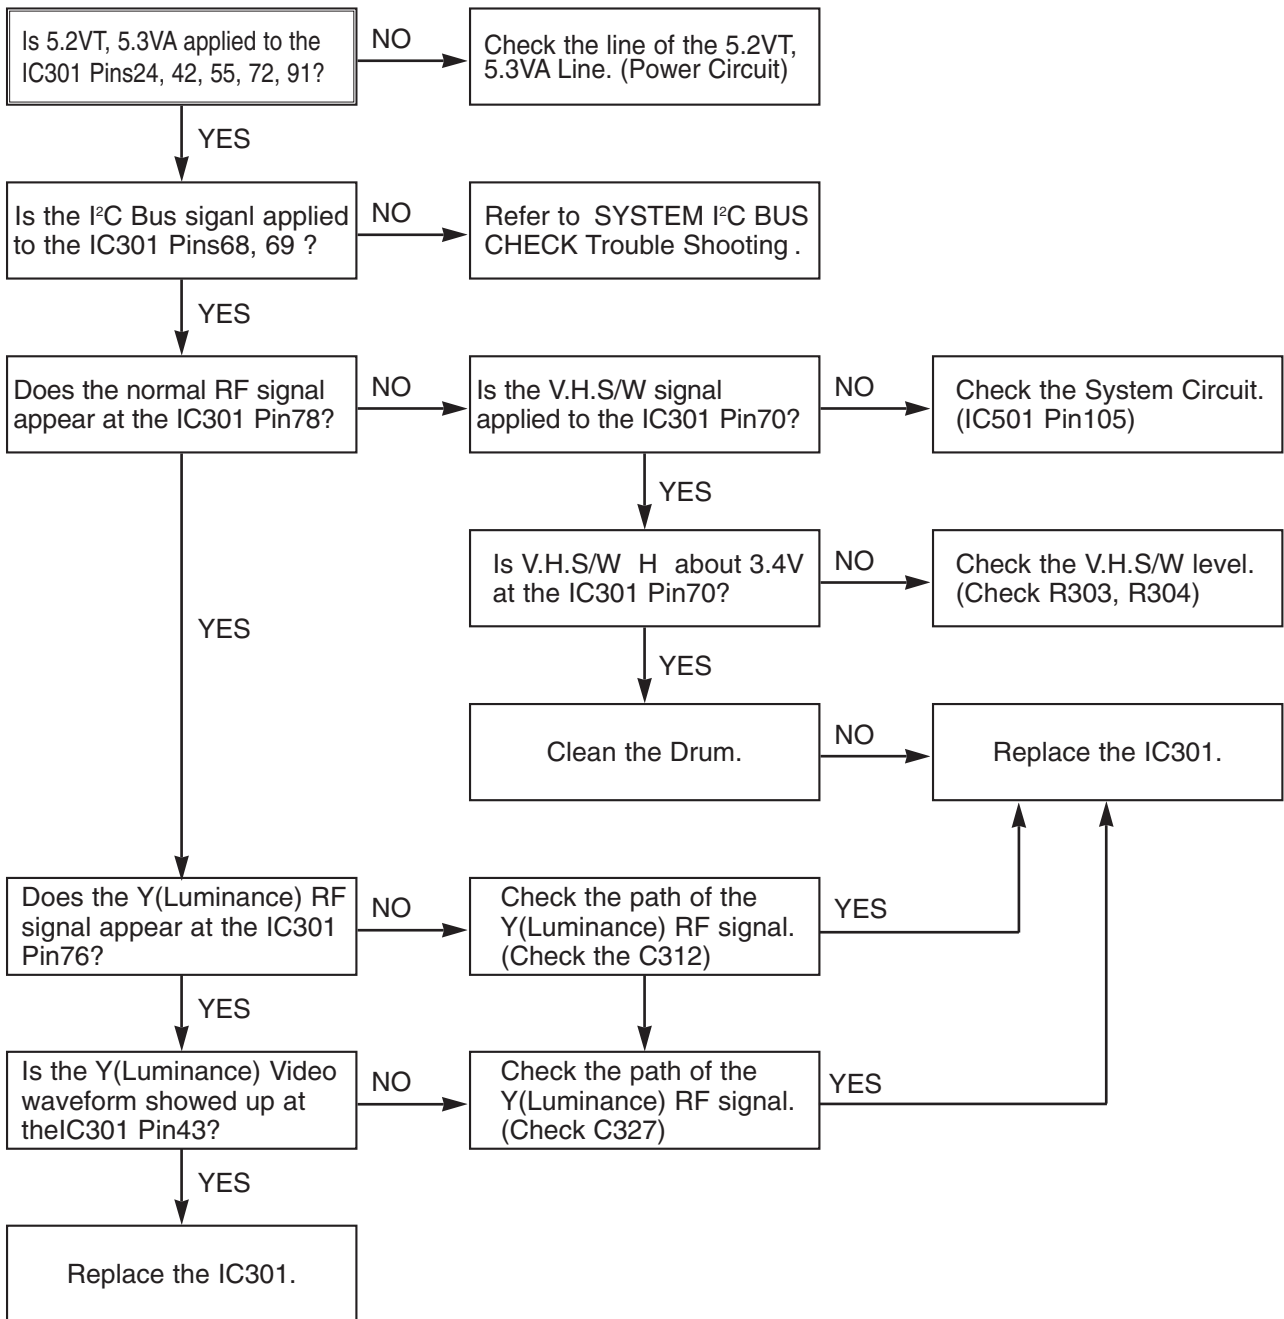 Is 5.2VT, 5.3VA applied to the
IC301 Pins24, 42, 55, 72, 91?
NO
Check the line of the 5.2VT,
5.3VA Line. (Power Circuit)
YES
Is the I²C Bus siganl applied
to the IC301 Pins68, 69 ?
NO
Refer to SYSTEM I²C BUS
CHECK Trouble Shooting .
YES
Does the normal RF signal
appear at the IC301 Pin78?
NO
Is the V.H.S/W signal
applied to the IC301 Pin70?
NO
Check the System Circuit.
(IC501 Pin105)
YES
Is V.H.S/W H about 3.4V
at the IC301 Pin70?
NO
Check the V.H.S/W level.
(Check R303, R304)
YES
YES
Clean the Drum.
NO
Replace the IC301.
Does the Y(Luminance) RF
signal appear at the IC301
Pin76?
NO
Check the path of the
Y(Luminance) RF signal.
(Check the C312)
YES
YES
Is the Y(Luminance) Video
waveform showed up at
theIC301 Pin43?
NO
Check the path of the
Y(Luminance) RF signal.
(Check C327)
YES
YES
Replace the IC301.